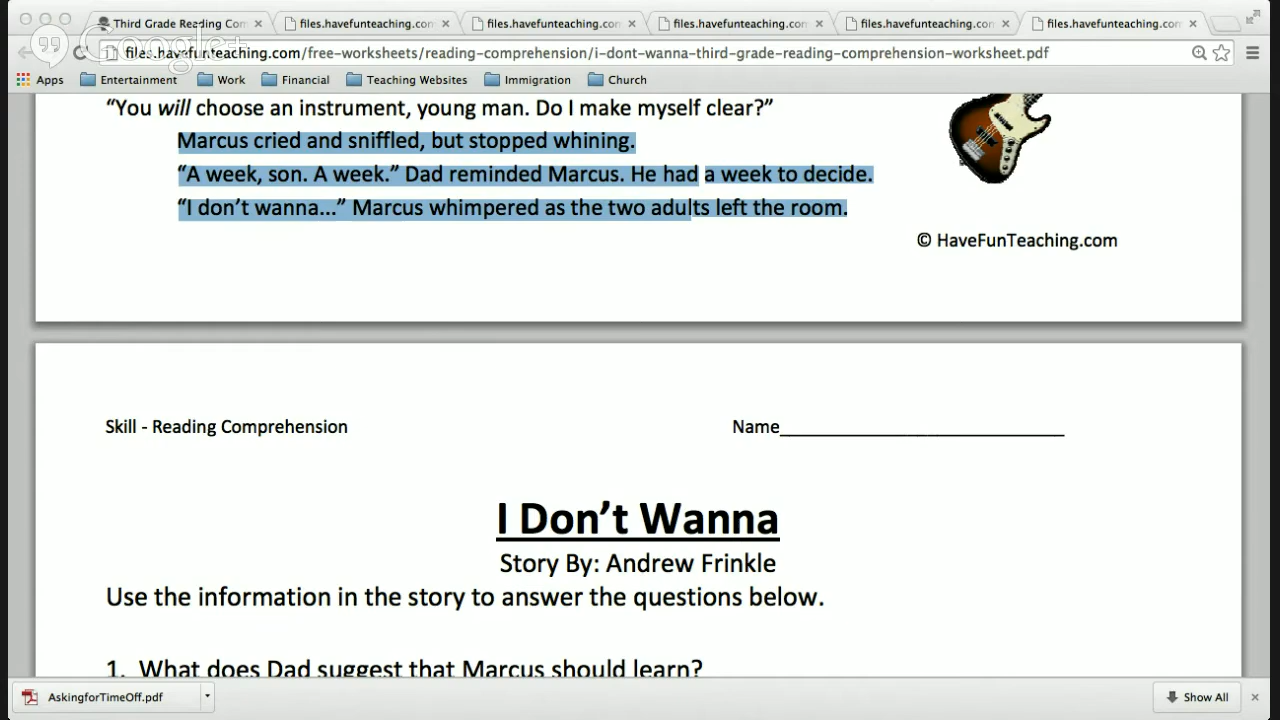 Third Grade Reading Com
files.havefunteaching.com/
files.havefunteaching.com/
files.havefunteaching.com/
files.havefunteaching.com/
files.havefunteaching.com/
Google+
files.havefunteaching.com/free-worksheets/reading-comprehension/i-dont-wanna-third-grade-reading-comprehension-worksheet.pdf
Apps Entertainment Work Financial Teaching Websites Immigration Church
“You will choose an instrument, young man. Do I make myself clear?”
Marcus cried and sniffled, but stopped whining.
“A week, son. A week.” Dad reminded Marcus. He had a week to decide.
“I don’t wanna...” Marcus whimpered as the two adults left the room.
© HaveFunTeaching.com
Skill - Reading Comprehension Name____________________________
I Don’t Wanna
Story By: Andrew Frinkle
Use the information in the story to answer the questions below.
1. What does Dad suggest that Marcus should learn?
AskingforTimeOff.pdf
Show All